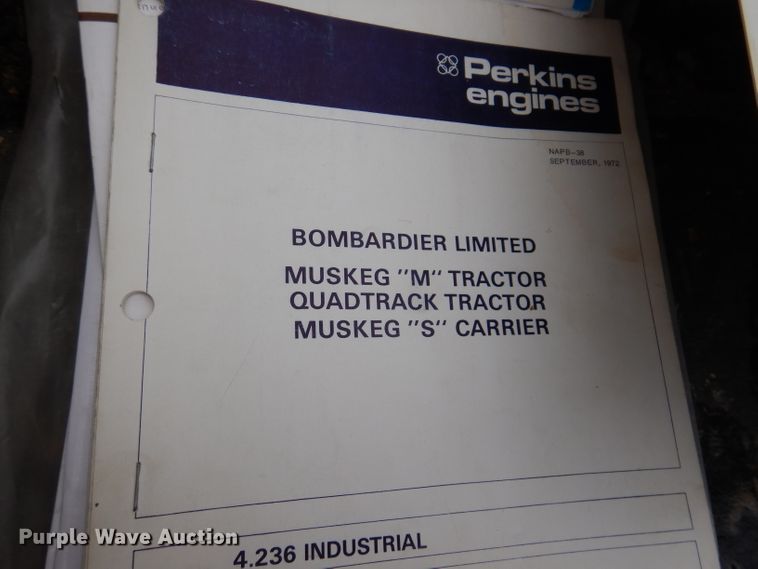 Perkins
engines
NAPB-38
SEPTEMBER, 1972
BOMBARDIER LIMITED
MUSKEG "M" TRACTOR
QUADTRACK TRACTOR
MUSKEG "S" CARRIER
4.236 INDUSTRIAL
Purple Wave Auction